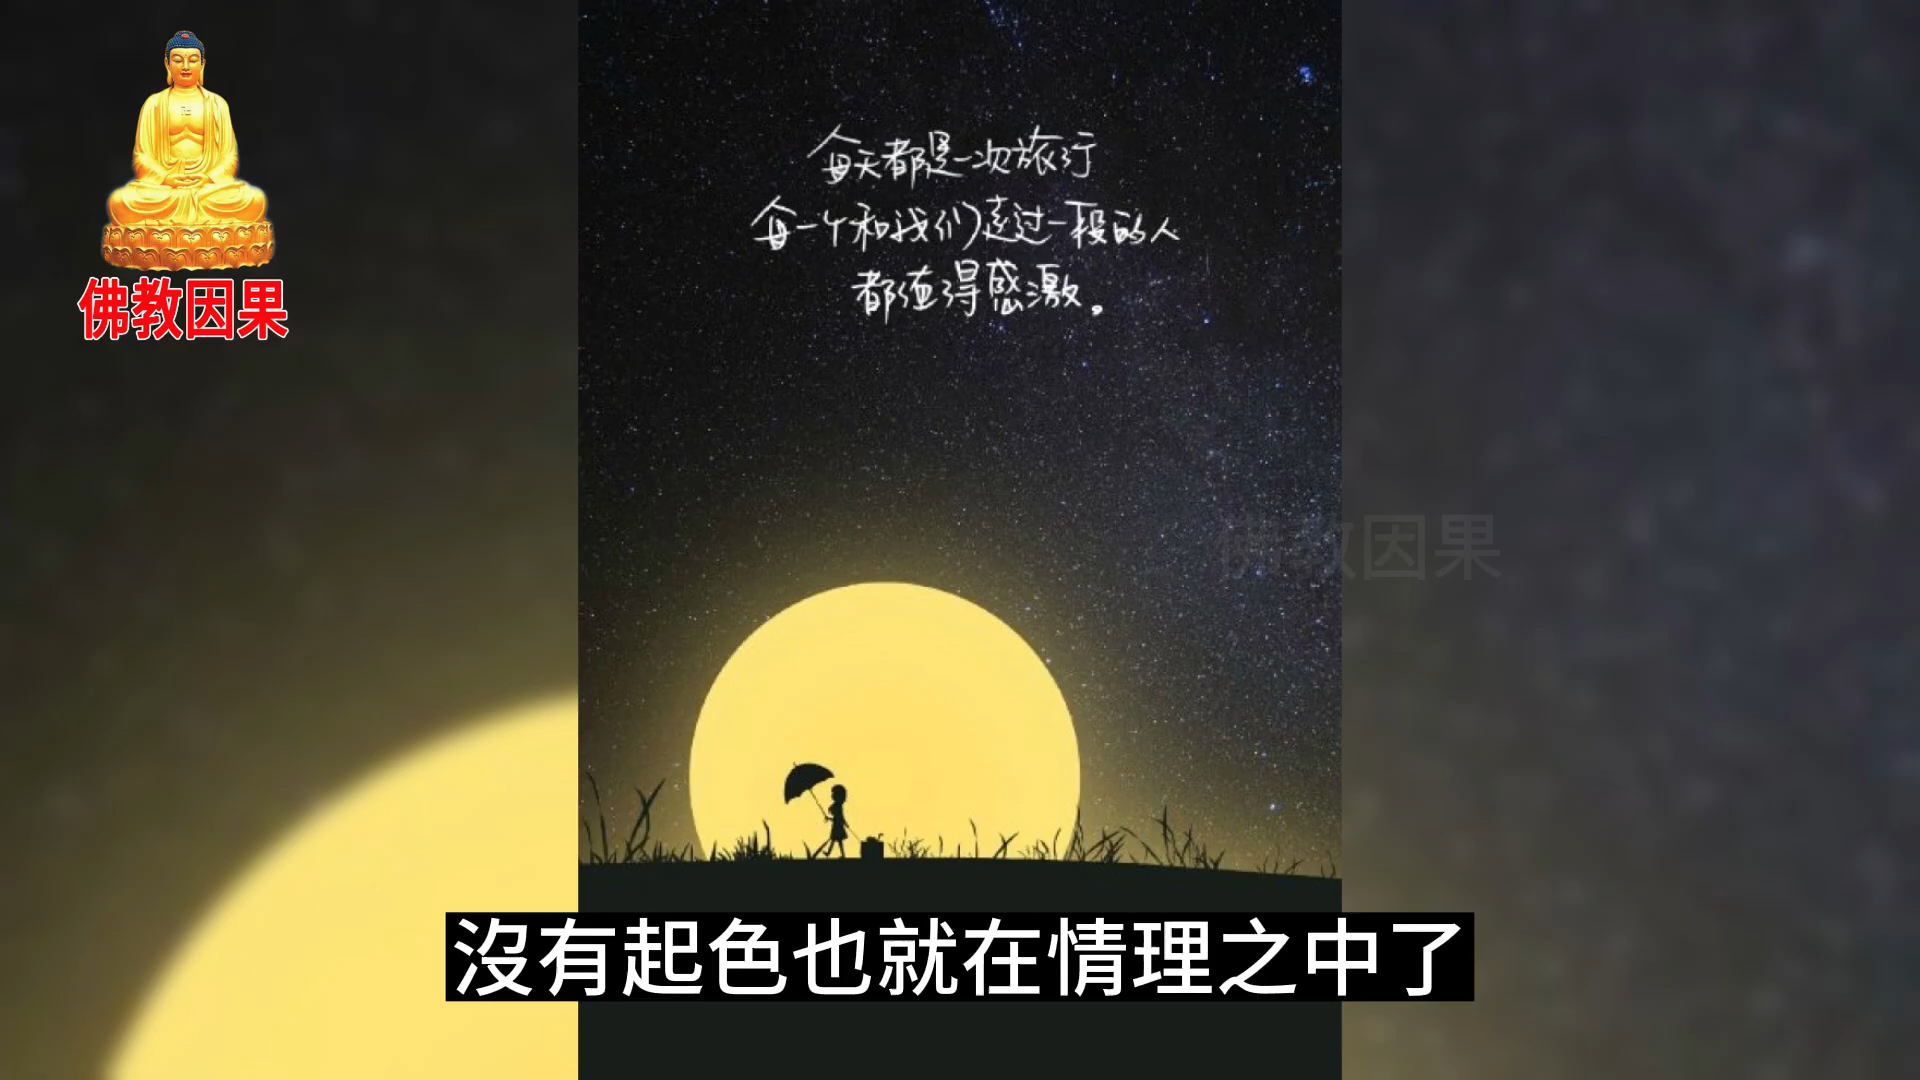 佛教因果
每天都是一次旅行
每一个和我们走过一段的人
都值得感激。
佛教因果
沒有起色也就在情理之中了